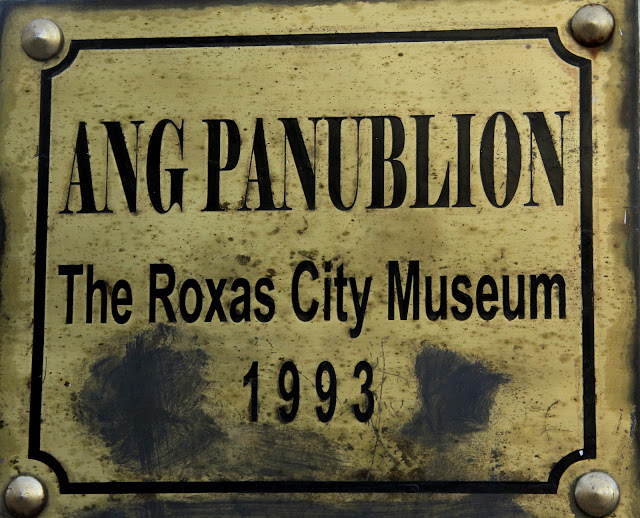 ANG PANUBLION
The Roxas City Museum
1993